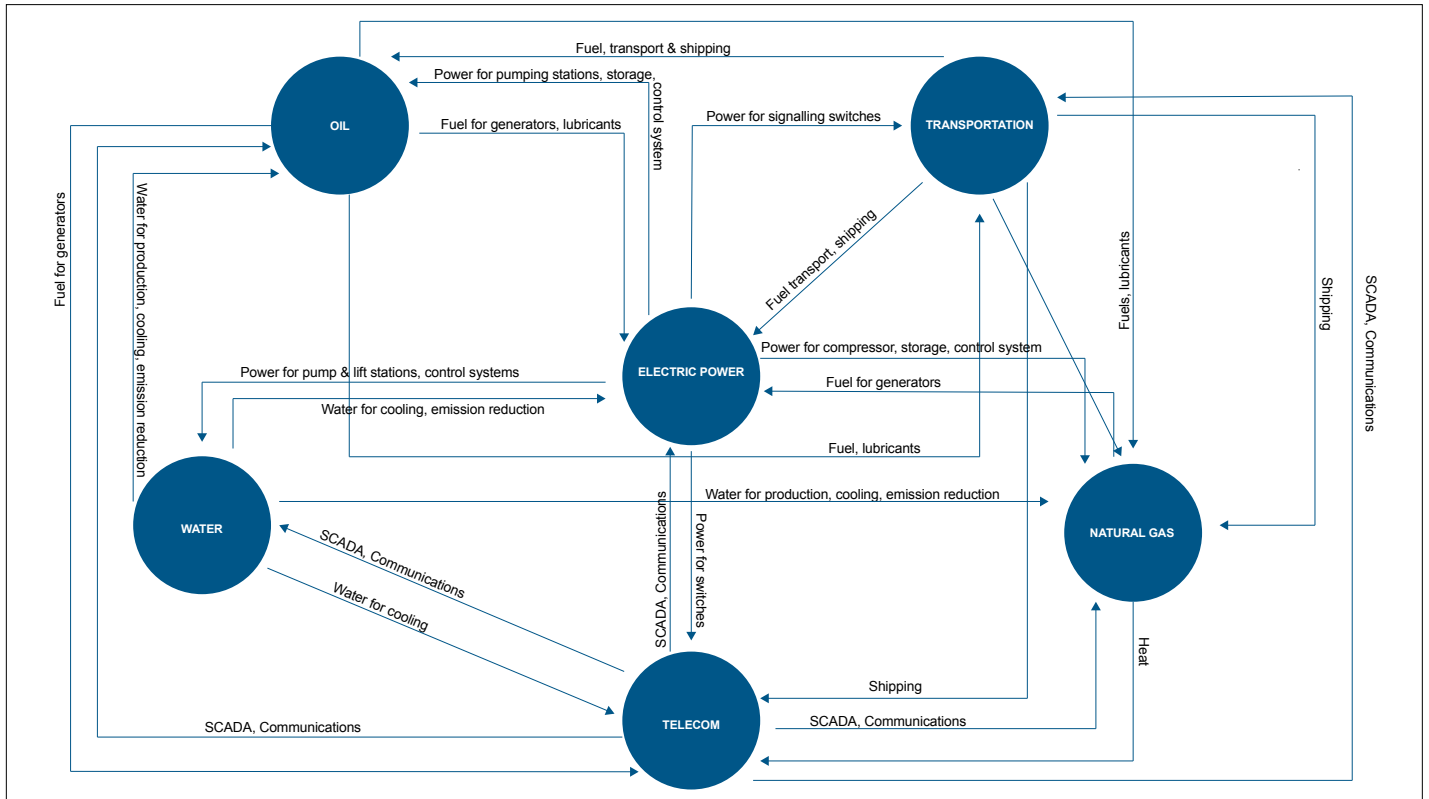 Fuel, transport & shipping
Power for pumping stations, storage,
control system
OIL
Fuel for generators, lubricants
Power for signalling switches
TRANSPORTATION
Fuel for generators
Water for production, cooling, emission reduction
Fuel transport, shipping
Fuels, lubricants
Shipping
SCADA, Communications
Power for compressor, storage, control system
ELECTRIC POWER
Power for pump & lift stations, control systems
Fuel for generators
Water for cooling, emission reduction
Fuel, lubricants
Water for production, cooling, emission reduction
WATER
NATURAL GAS
SCADA, Communications
Water for cooling
SCADA, Communications
Power for switches
Heat
Shipping
TELECOM
SCADA, Communications
SCADA, Communications